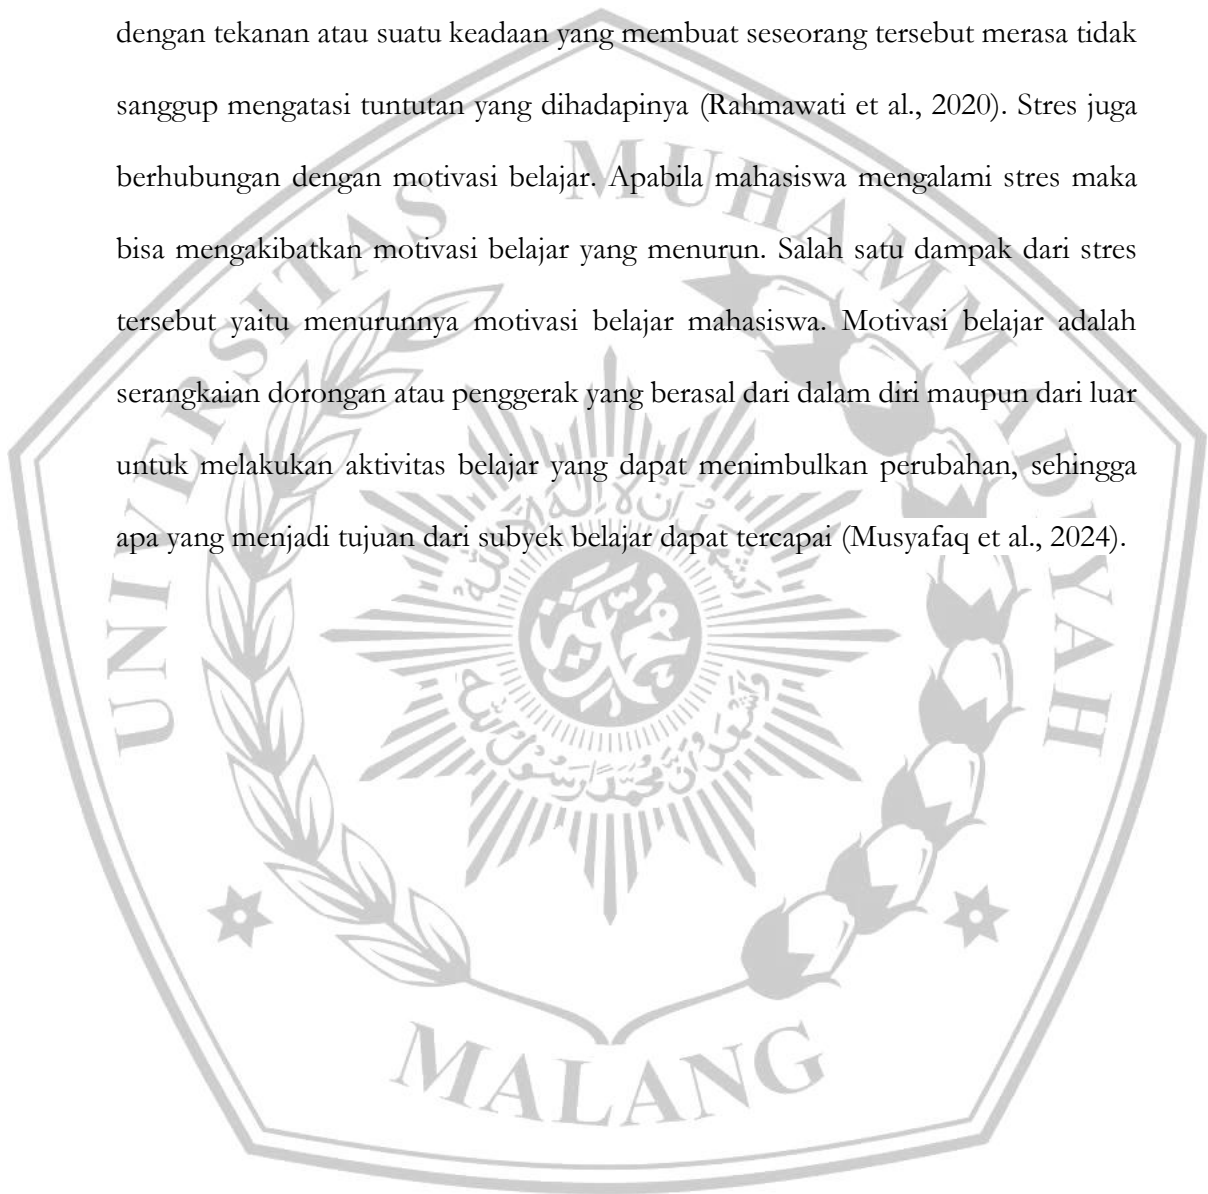 dengan tekanan atau suatu keadaan yang membuat seseorang tersebut merasa tidak
sanggup mengatasi tuntutan yang dihadapinya (Rahmawati et al., 2020). Stres juga
berhubungan dengan motivasi belajar. Apabila mahasiswa mengalami stres maka
bisa mengakibatkan motivasi belajar yang menurun. Salah satu dampak dari stres
tersebut yaitu menurunnya motivasi belajar mahasiswa. Motivasi belajar adalah
serangkaian dorongan atau penggerak yang berasal dari dalam diri maupun dari luar
untuk melakukan aktivitas belajar yang dapat menimbulkan perubahan, sehingga
apa yang menjadi tujuan dari subyek belajar dapat tercapai (Musyafaq et al., 2024).
UNIVERSITAS MUHAMMADIYAH
MALANG